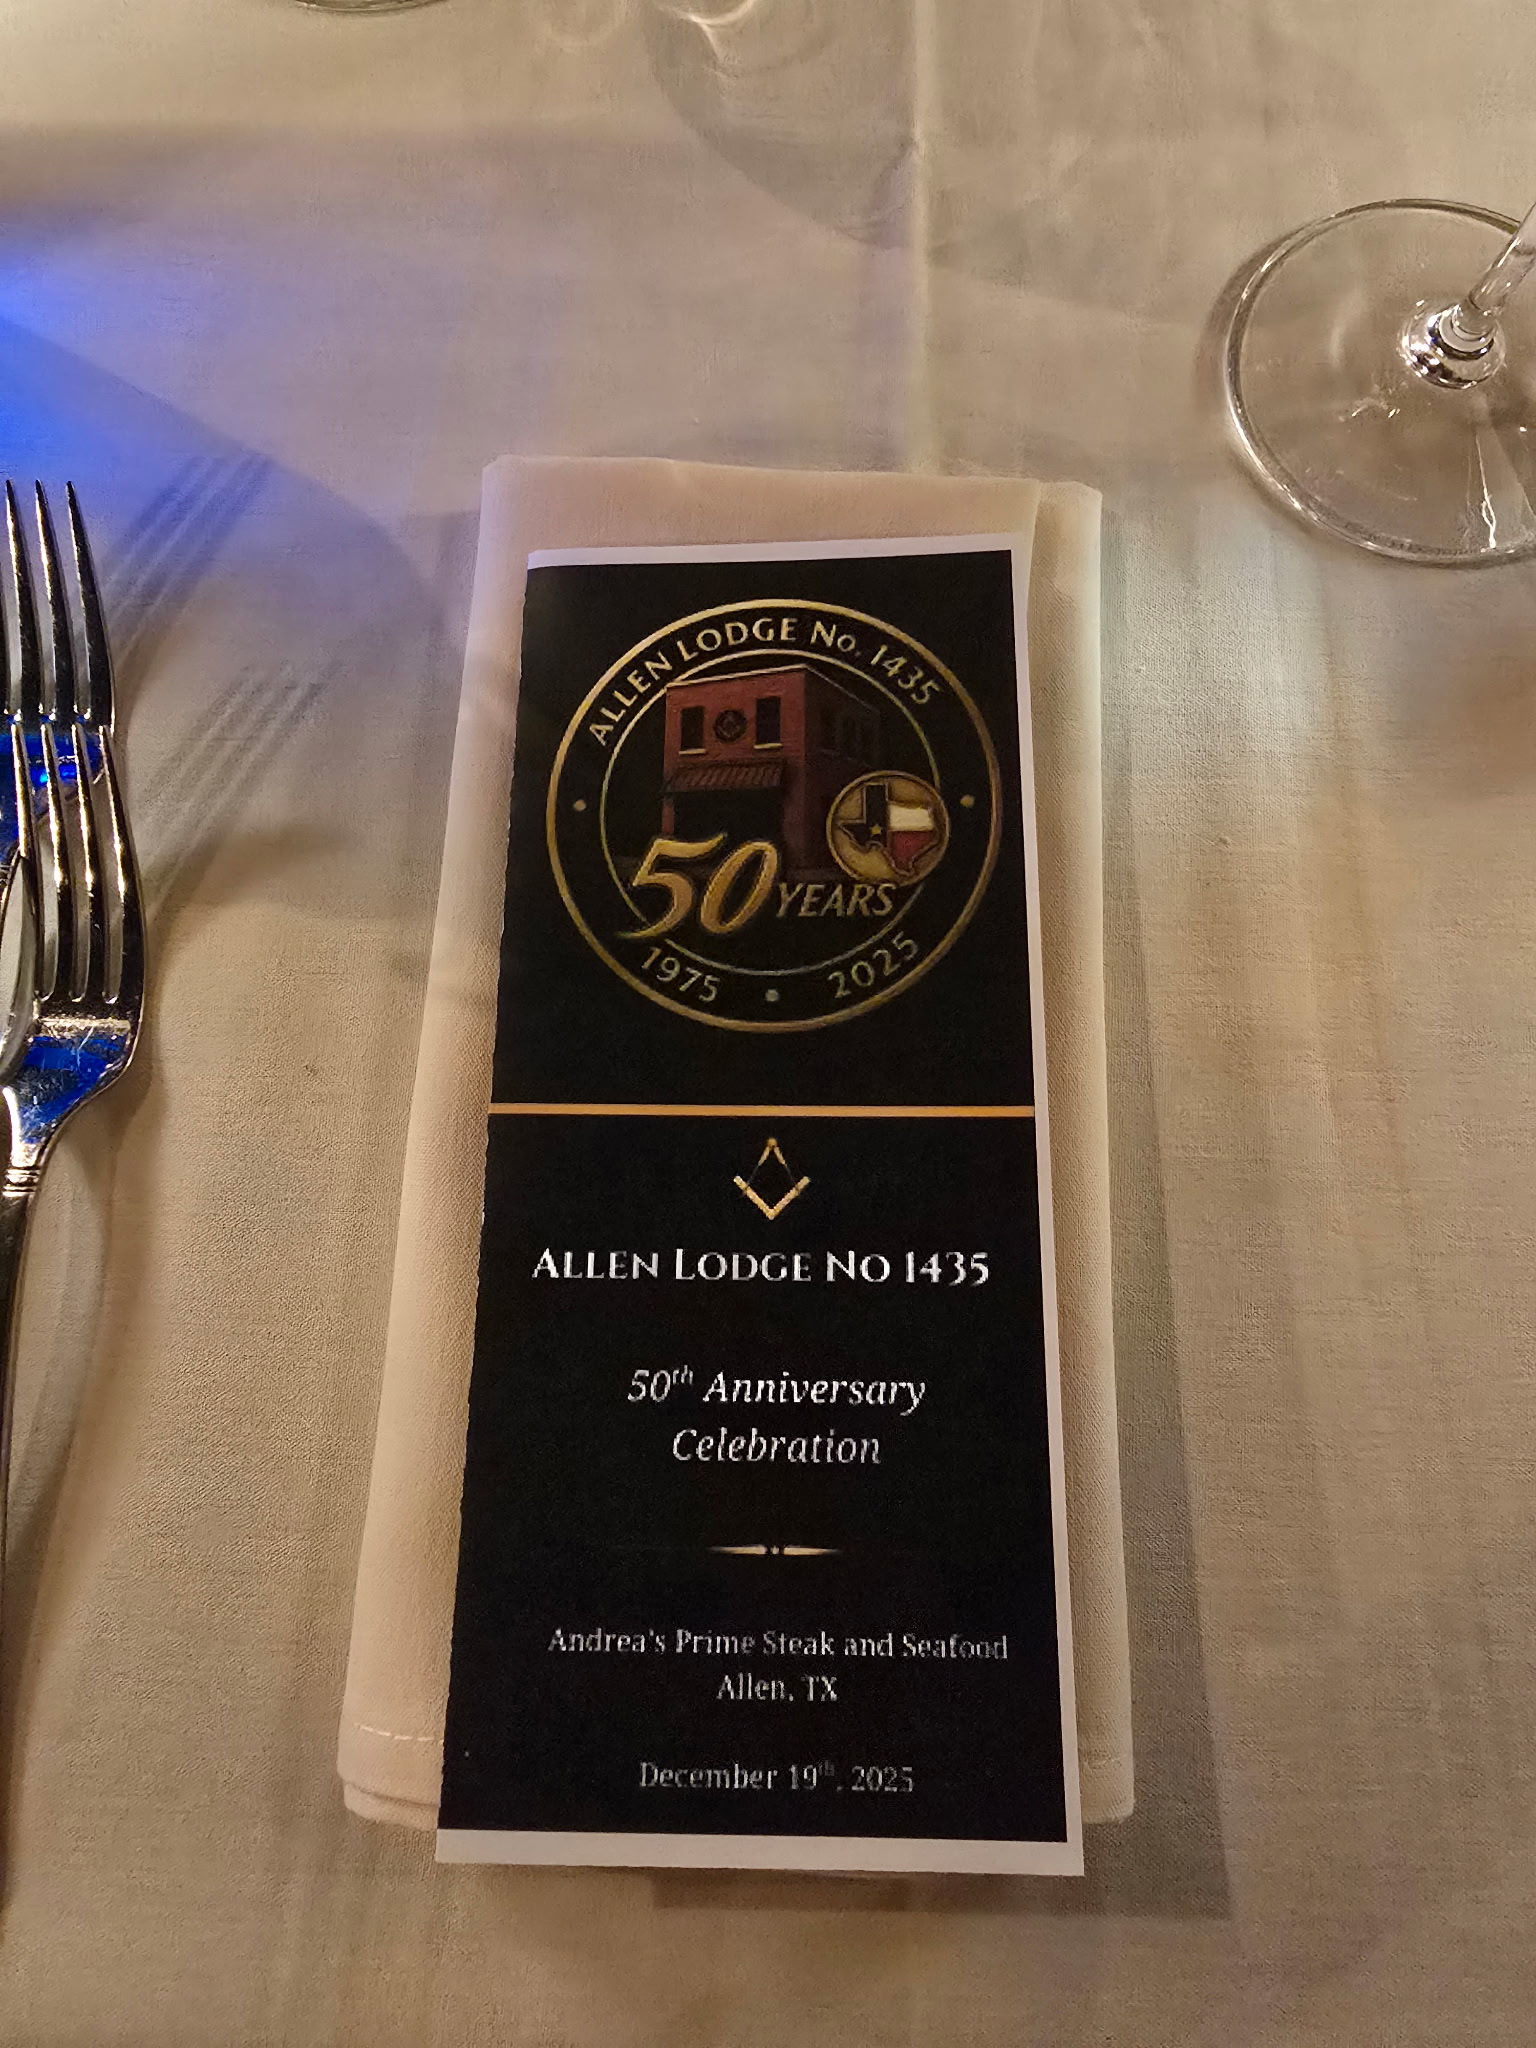 ALLEN LODGE No. 1435
50 YEARS
1975 • 2025
ALLEN LODGE NO 1435
50th Anniversary
Celebration
Andrea's Prime Steak and Seafood
Allen, TX
December 19th, 2025